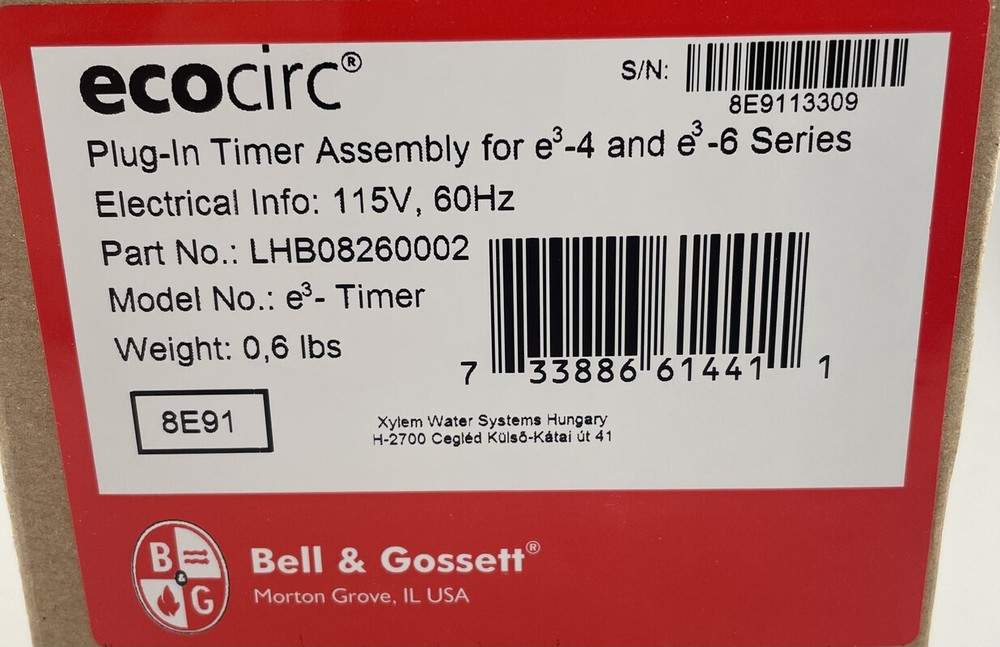 ecocirc®
S/N:
8E9113309
Plug-In Timer Assembly for e³-4 and e³-6 Series
Electrical Info: 115V, 60Hz
Part No.: LHB08260002
Model No.: e³- Timer
Weight: 0,6 lbs
7 33886 61441 1
8E91
Xylem Water Systems Hungary
H-2700 Cegléd Külső-Kátai út 41
B & G
Bell & Gossett®
Morton Grove, IL USA